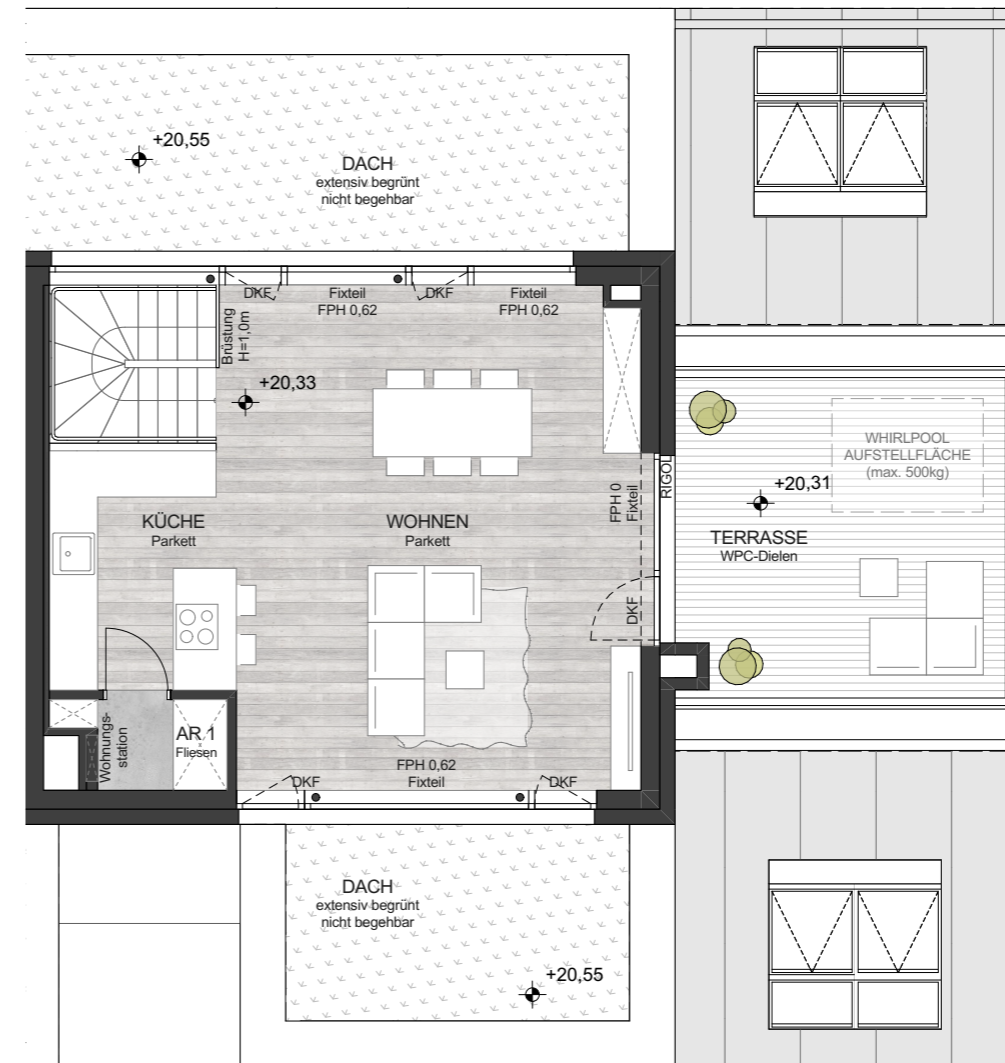 +20,55
DACH
extensiv begrünt
nicht begehbar
DKF
Fixteil
FPH 0,62
DKF
Fixteil
FPH 0,62
Brüstung
H=1,0m
+20,33
WHIRLPOOL
AUFSTELLFLÄCHE
(max. 500kg)
RIGOL
FPH 0
Fixteil
+20,31
KÜCHE
Parkett
WOHNEN
Parkett
TERRASSE
WPC-Dielen
DKF
Wohnungs-
station
AR 1
Fliesen
FPH 0,62
Fixteil
DKF
DKF
DACH
extensiv begrünt
nicht begehbar
+20,55